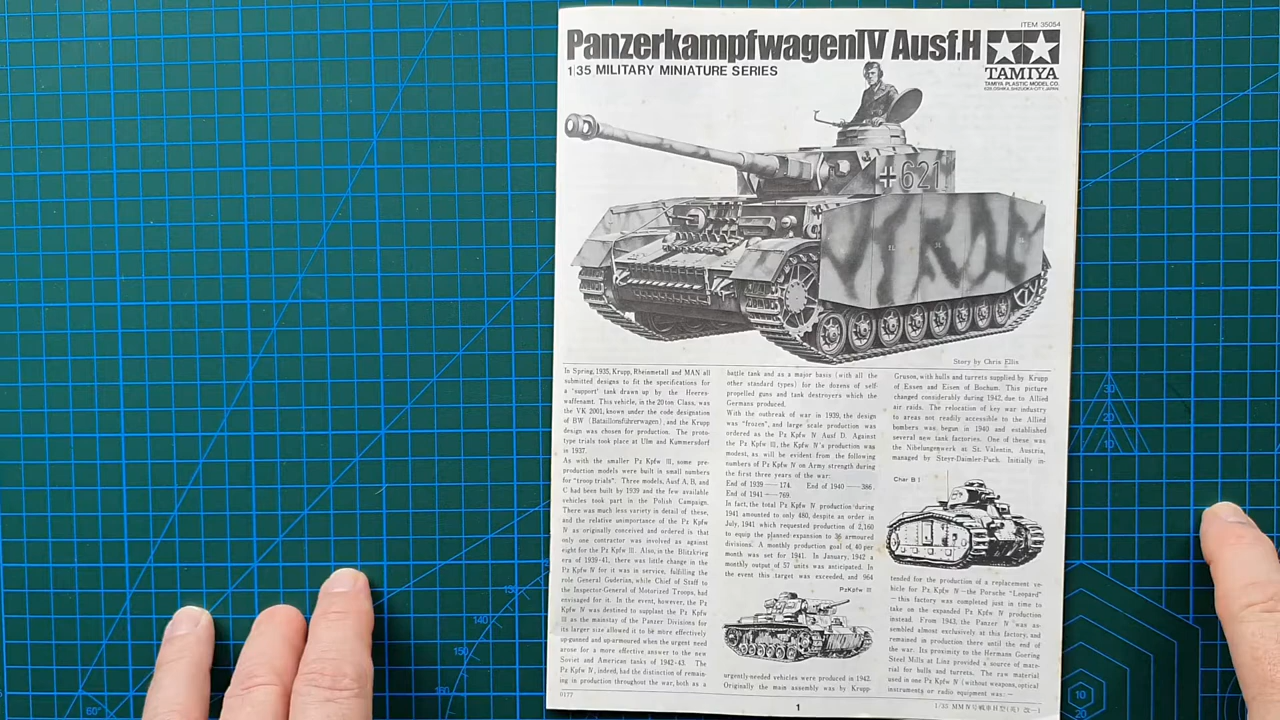 ITEM 35054
PanzerkampfwagenIV Ausf.H
1/35 MILITARY MINIATURE SERIES
TAMIYA
TAMIYA PLASTIC MODEL CO.
628, OSHIKA, SHIZUOKA-CITY, JAPAN.
621
Story by Chris Ellis
In Spring, 1935, Krupp, Rheinmetall and MAN all
submitted designs to fit the specifications for
a "support" tank drawn up by the Heeres-
waffenamt. This vehicle, in the 20 ton Class, was
the VK 2001, known under the code designation
of BW (Bataillonsführerwagen), and the Krupp
design was chosen for production. The proto-
type trials took place at Ulm and Kummersdorf
in 1937.
As with the smaller Pz Kpfw III, some pre-
production models were built in small numbers
for "troop trials". Three models, Ausf A, B, and
C had been built by 1939 and the few available
vehicles took part in the Polish Campaign.
There was much less variety in detail of these,
and the relative unimportance of the Pz Kpfw
IV as originally conceived and ordered is that
only one contractor was involved as against
eight for the Pz Kpfw III. Also, in the Blitzkrieg
era of 1939-41, there was little change in the
Pz Kpfw IV for it was in service, fulfilling the
role General Guderian, while Chief of Staff to
the Inspector-General of Motorized Troops, had
envisaged for it. In the event, however, the Pz
Kpfw IV was destined to supplant the Pz Kpfw
III as the mainstay of the Panzer Divisions for
its larger size allowed it to be more effectively
up-gunned and up-armoured when the urgent need
arose for a more effective answer to the new
Soviet and American tanks of 1942-43. The
Pz Kpfw IV, indeed, had the distinction of remain-
ing in production throughout the war, both as a
battle tank and as a major basis (with all the
other standard types) for the dozens of self-
propelled guns and tank destroyers which the
Germans produced.
With the outbreak of war in 1939, the design
was "frozen", and large scale production was
ordered as the Pz Kpfw IV Ausf D. Against
the Pz Kpfw III, the Kpfw IV's production was
modest, as will be evident from the following
numbers of Pz Kpfw IV on Army strength during
the first three years of the war:
End of 1939 — 174. End of 1940 — 386.
End of 1941 — 769.
In fact, the total Pz Kpfw IV production during
1941 amounted to only 480, despite an order in
July, 1941 which requested production of 2,160
to equip the planned expansion to 36 armoured
divisions. A monthly production goal of 40 per
month was set for 1941. In January, 1942 a
monthly output of 57 units was anticipated. In
the event this target was exceeded, and 964
PzKpfw III
urgently-needed vehicles were produced in 1942.
Originally the main assembly was by Krupp-
Gruson, with hulls and turrets supplied by Krupp
of Essen and Eisen of Bochum. This picture
changed considerably during 1942, due to Allied
air raids. The relocation of key war industry
to areas not readily accessible to the Allied
bombers was begun in 1940 and established
several new tank factories. One of these was
the Nibelungenwerk at St. Valentin, Austria,
managed by Steyr-Daimler-Puch. Initially in-
Char B I
tended for the production of a replacement ve-
hicle for Pz Kpfw IV—the Porsche "Leopard"
—this factory was completed just in time to
take on the expanded Pz Kpfw IV production
instead. From 1943, the Panzer IV was as-
sembled almost exclusively at this factory, and
remained in production there until the end of
the war. Its proximity to the Hermann Goering
Steel Mills at Linz provided a source of mate-
rial for hulls and turrets. The raw material
used in one Pz Kpfw IV (without weapons, optical
instruments or radio equipment was:—
0177
1
1/35 MM IV号戦車H型(英) 改-1
30
20
10
130
140
150
60°
10
20